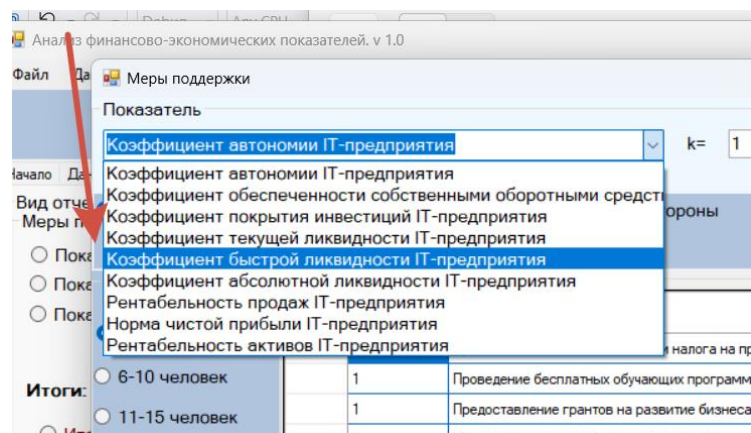 Анализ финансово-экономических показателей. v 1.0
Файл
Меры поддержки
Показатель
Коэффициент автономии IT-предприятия
k= 1
Коэффициент автономии IT-предприятия
Коэффициент обеспеченности собственными оборотными средст
Коэффициент покрытия инвестиций IT-предприятия
Коэффициент текущей ликвидности IT-предприятия
Коэффициент быстрой ликвидности IT-предприятия
Коэффициент абсолютной ликвидности IT-предприятия
Рентабельность продаж IT-предприятия
Норма чистой прибыли IT-предприятия
Рентабельность активов IT-предприятия
Начало
Вид отче
Меры п
Пока
Пока
Пока
Итоги:
ороны
налога на пр
6-10 человек
1 Проведение бесплатных обучающих программ
11-15 человек
1 Предоставление грантов на развитие бизнеса